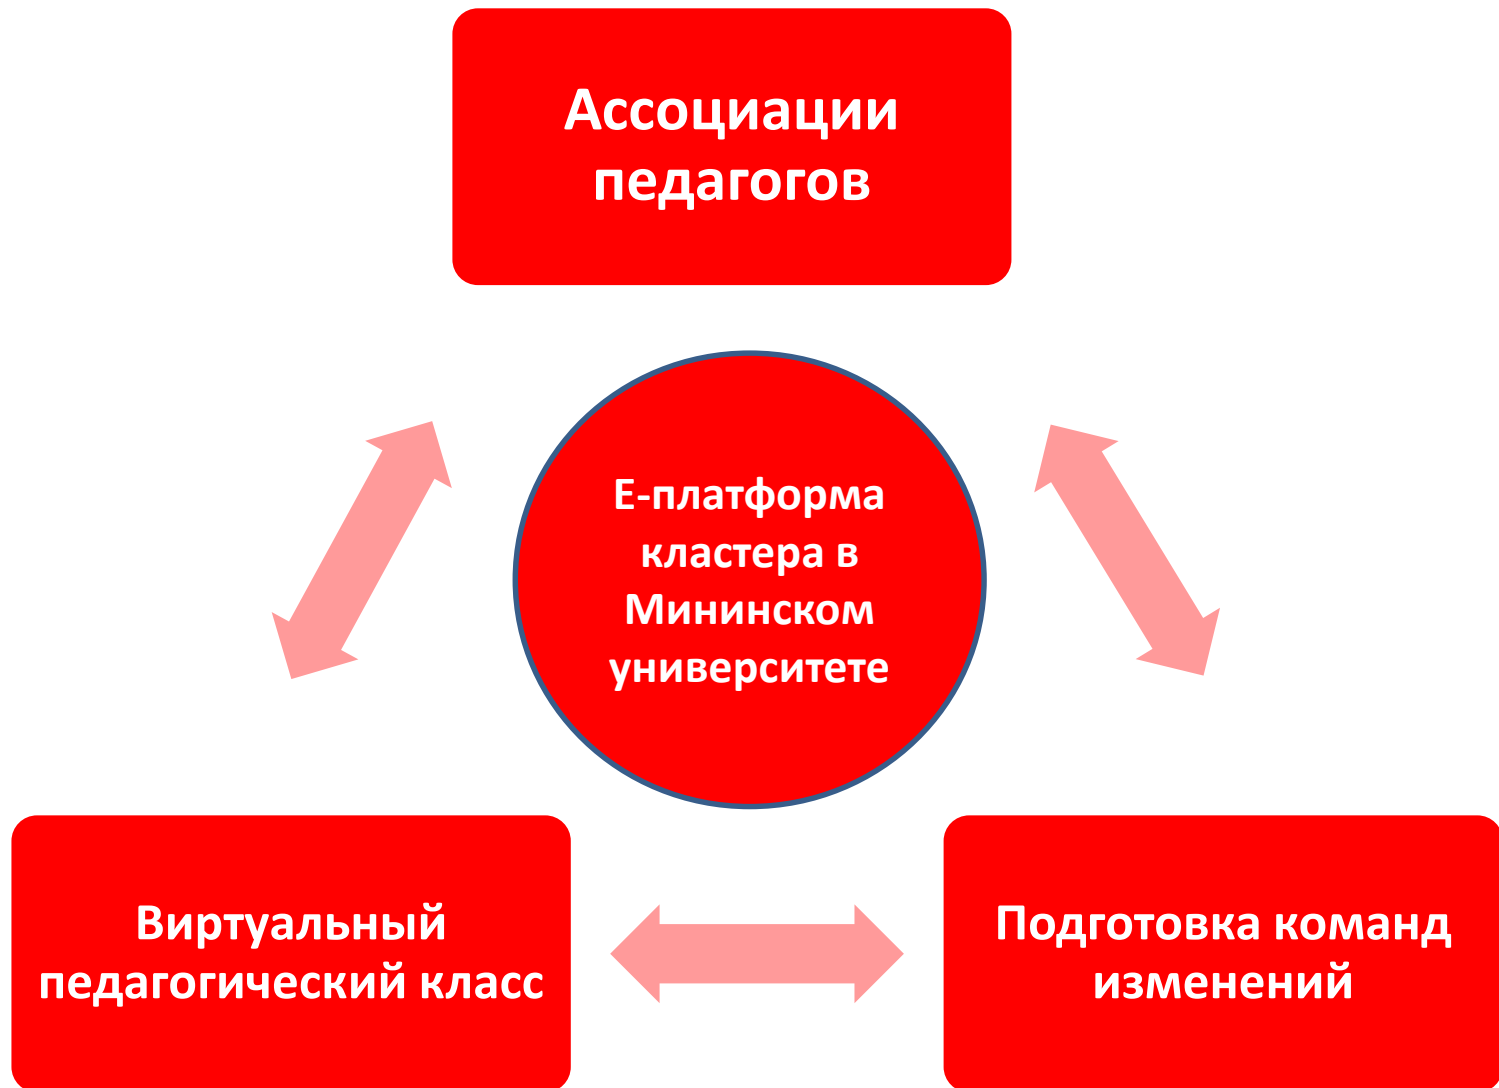 Ассоциации
педагогов
Е-платформа
кластера в
Мининском
университете
Виртуальный
педагогический класс
Подготовка команд
изменений